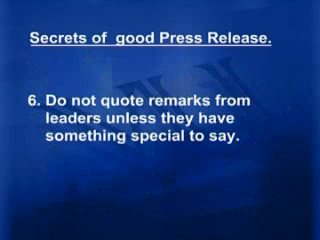 Secrets of  good Press Release.
6. Do not quote remarks from
leaders unless they have
something special to say.